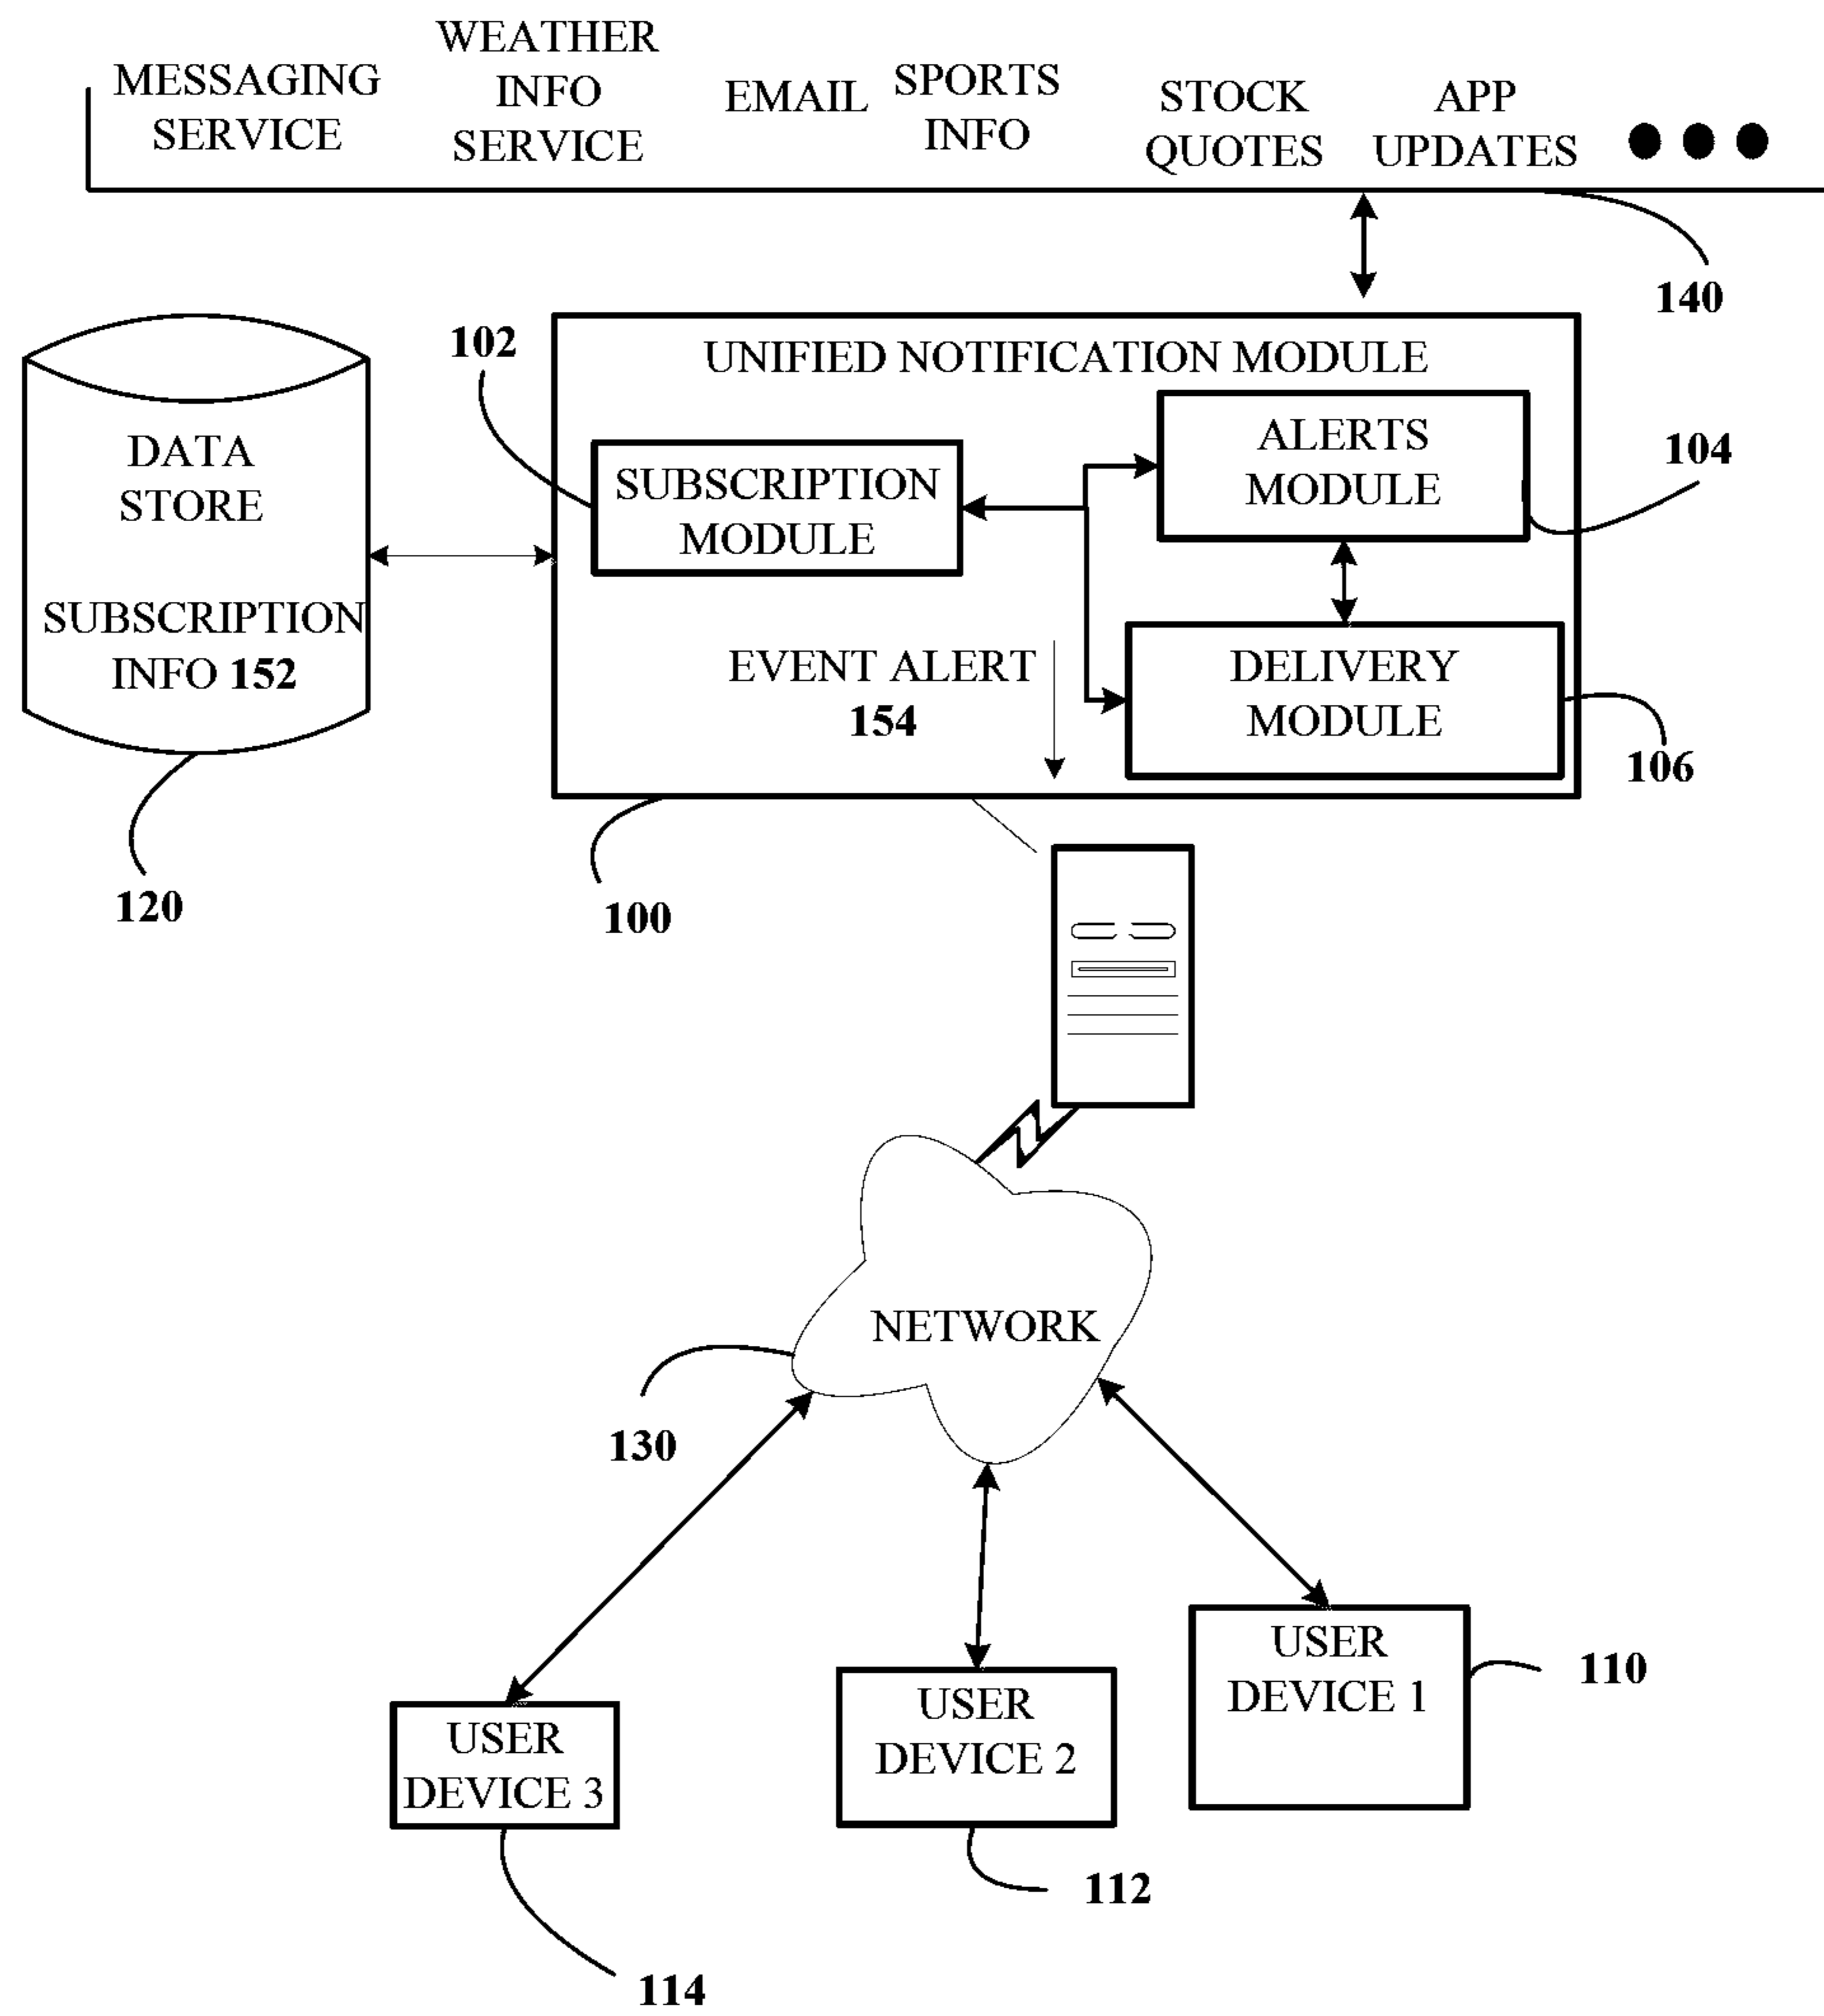 MESSAGING
SERVICE
WEATHER
INFO
SERVICE
EMAIL
SPORTS
INFO
STOCK
QUOTES
APP
UPDATES
140
DATA
STORE
SUBSCRIPTION
INFO 152
120
102
UNIFIED NOTIFICATION MODULE
SUBSCRIPTION
MODULE
ALERTS
MODULE
104
EVENT ALERT
154
DELIVERY
MODULE
106
100
NETWORK
130
USER
DEVICE 1
110
USER
DEVICE 2
112
USER
DEVICE 3
114